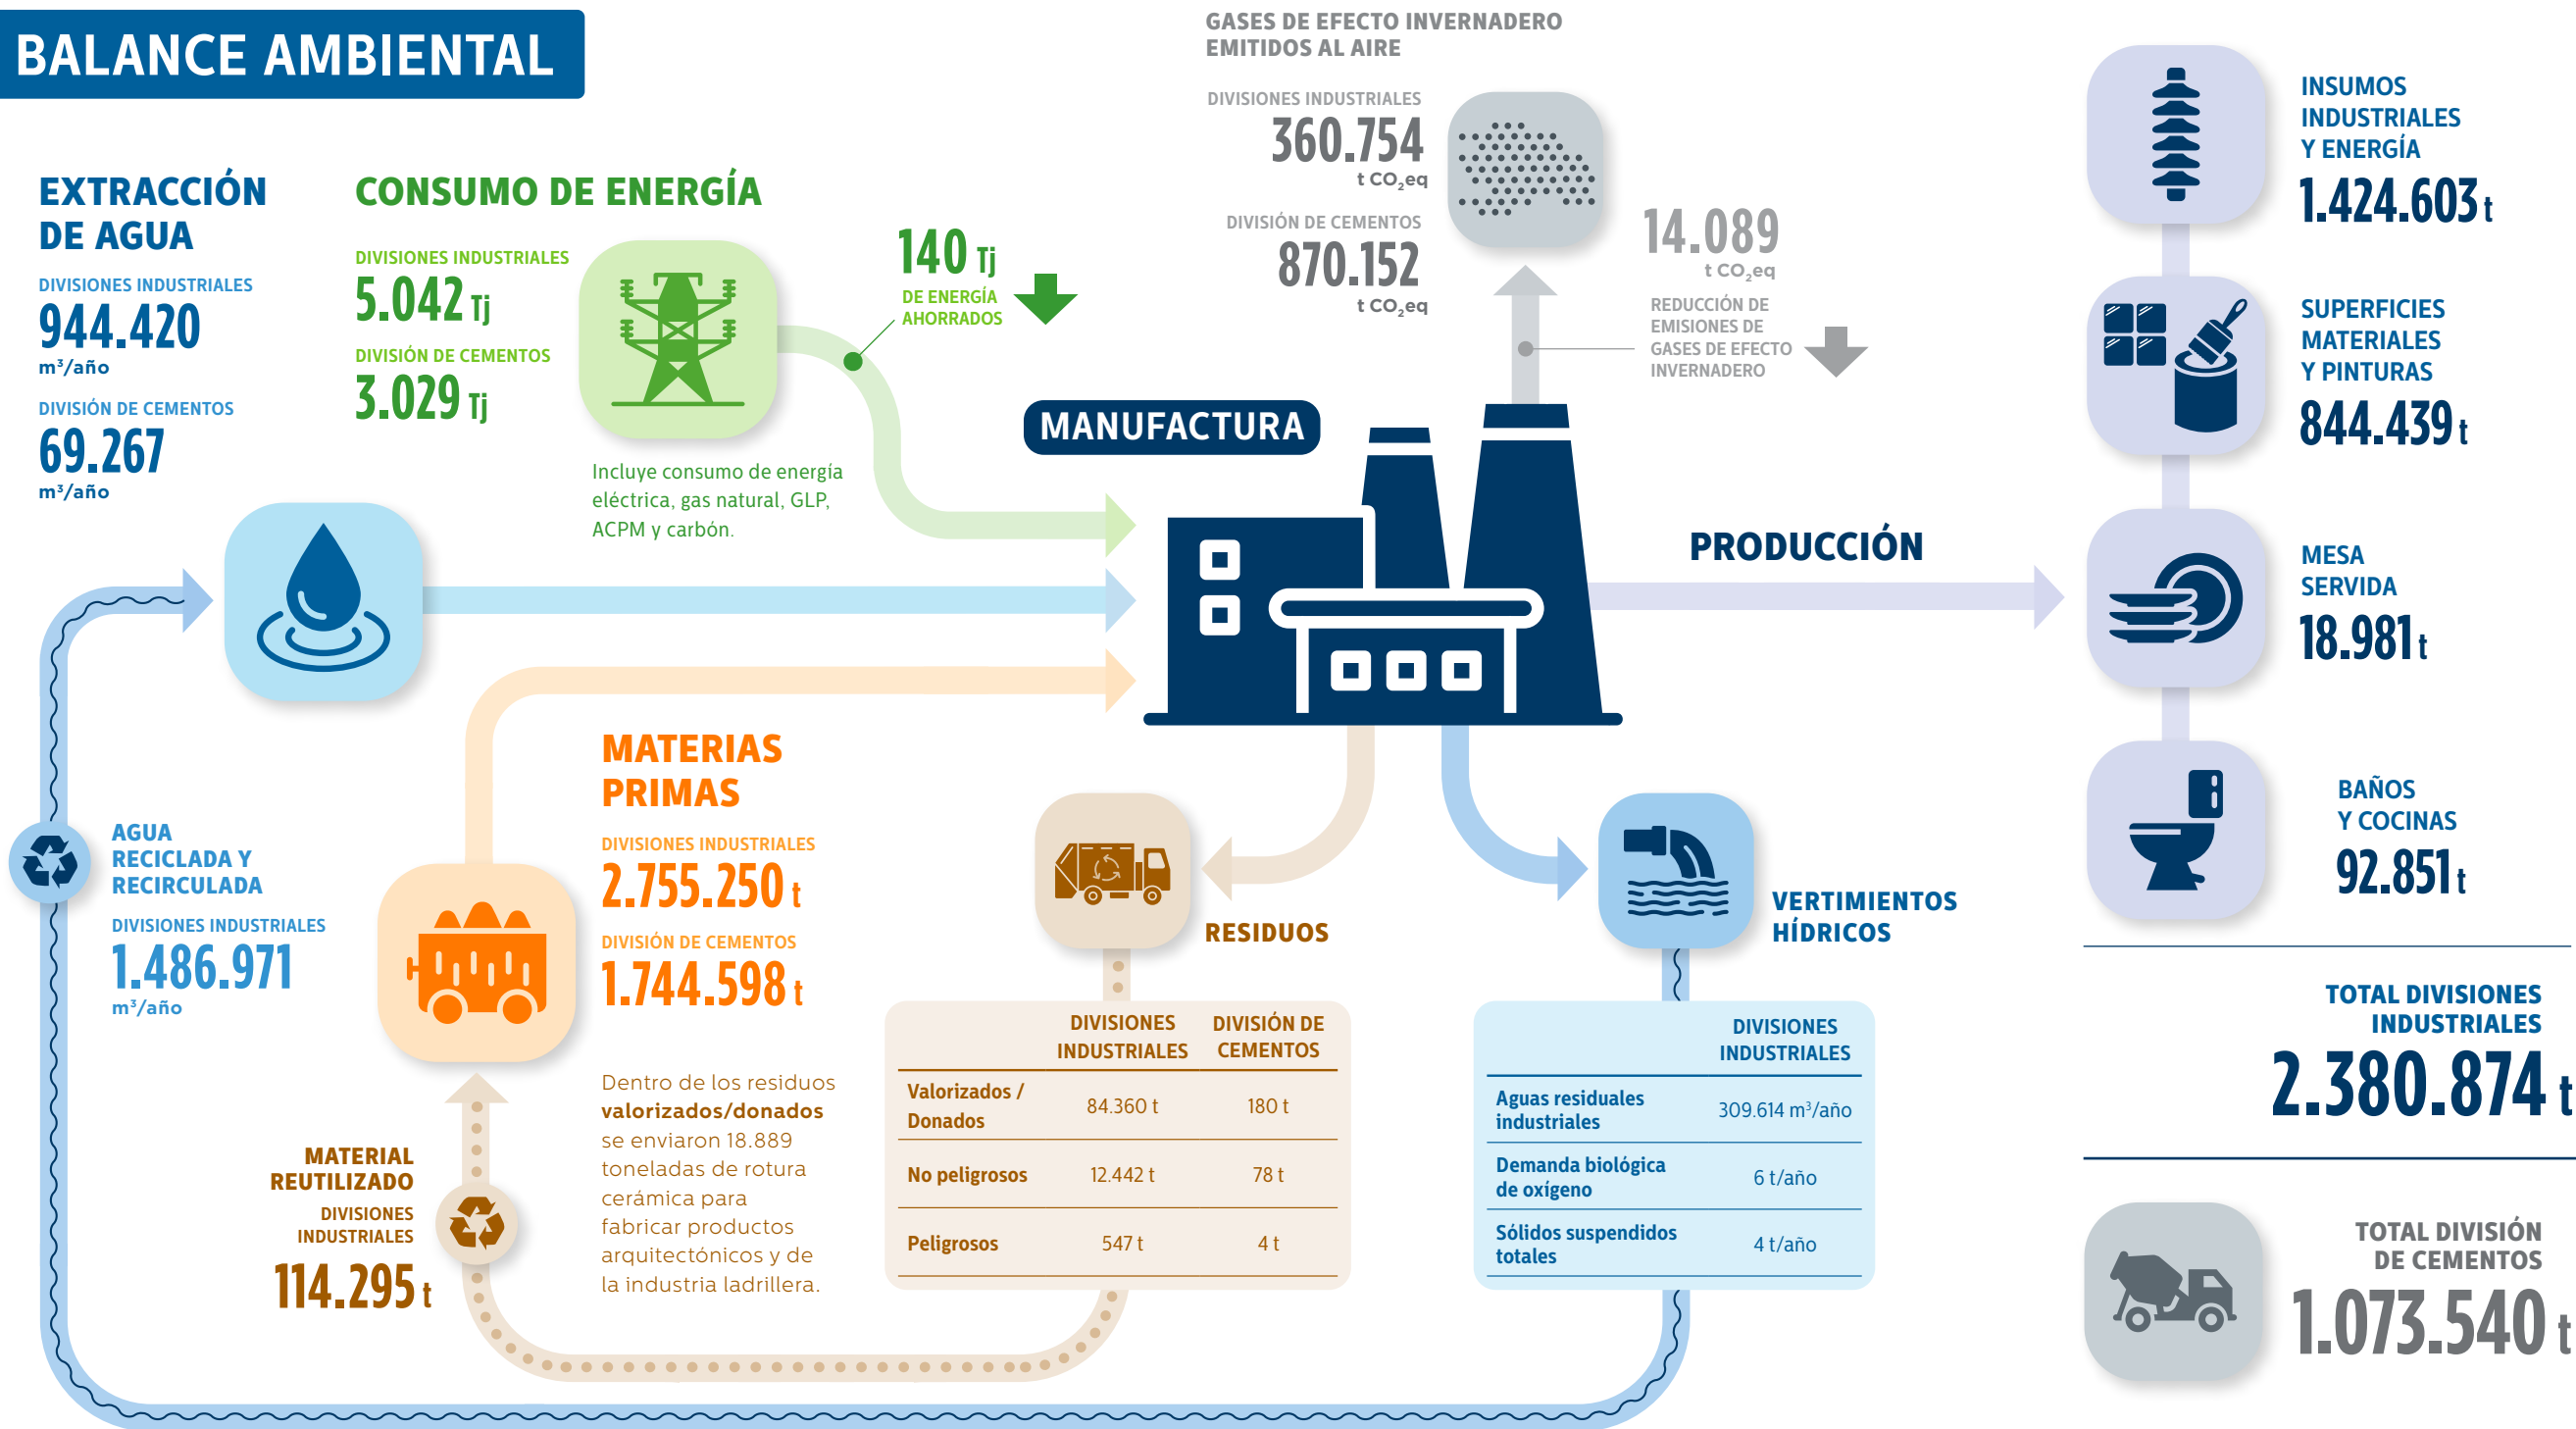 BALANCE AMBIENTAL
EXTRACCIÓN
DE AGUA
DIVISIONES INDUSTRIALES
944.420
m³/año
DIVISIÓN DE CEMENTOS
69.267
m³/año
CONSUMO DE ENERGÍA
DIVISIONES INDUSTRIALES
5.042 Tj
DIVISIÓN DE CEMENTOS
3.029 Tj
Incluye consumo de energía
eléctrica, gas natural, GLP,
ACPM y carbón.
140 Tj
DE ENERGÍA
AHORRADOS
GASES DE EFECTO INVERNADERO
EMITIDOS AL AIRE
DIVISIONES INDUSTRIALES
360.754
t CO₂eq
DIVISIÓN DE CEMENTOS
870.152
t CO₂eq
14.089
t CO₂eq
REDUCCIÓN DE
EMISIONES DE
GASES DE EFECTO
INVERNADERO
MANUFACTURA
PRODUCCIÓN
INSUMOS
INDUSTRIALES
Y ENERGÍA
1.424.603 t
SUPERFICIES
MATERIALES
Y PINTURAS
844.439 t
MESA
SERVIDA
18.981 t
BAÑOS
Y COCINAS
92.851 t
TOTAL DIVISIONES
INDUSTRIALES
2.380.874 t
TOTAL DIVISIÓN
DE CEMENTOS
1.073.540 t
AGUA
RECICLADA Y
RECIRCULADA
DIVISIONES INDUSTRIALES
1.486.971
m³/año
MATERIAS
PRIMAS
DIVISIONES INDUSTRIALES
2.755.250 t
DIVISIÓN DE CEMENTOS
1.744.598 t
Dentro de los residuos
valorizados/donados
se enviaron 18.889
toneladas de rotura
cerámica para
fabricar productos
arquitectónicos y de
la industria ladrillera.
MATERIAL
REUTILIZADO
DIVISIONES
INDUSTRIALES
114.295 t
RESIDUOS
DIVISIONES INDUSTRIALES DIVISIÓN DE CEMENTOS
Valorizados / Donados 84.360 t 180 t
No peligrosos 12.442 t 78 t
Peligrosos 547 t 4 t
VERTIMIENTOS
HÍDRICOS
DIVISIONES
INDUSTRIALES
Aguas residuales industriales 309.614 m³/año
Demanda biológica de oxígeno 6 t/año
Sólidos suspendidos totales 4 t/año